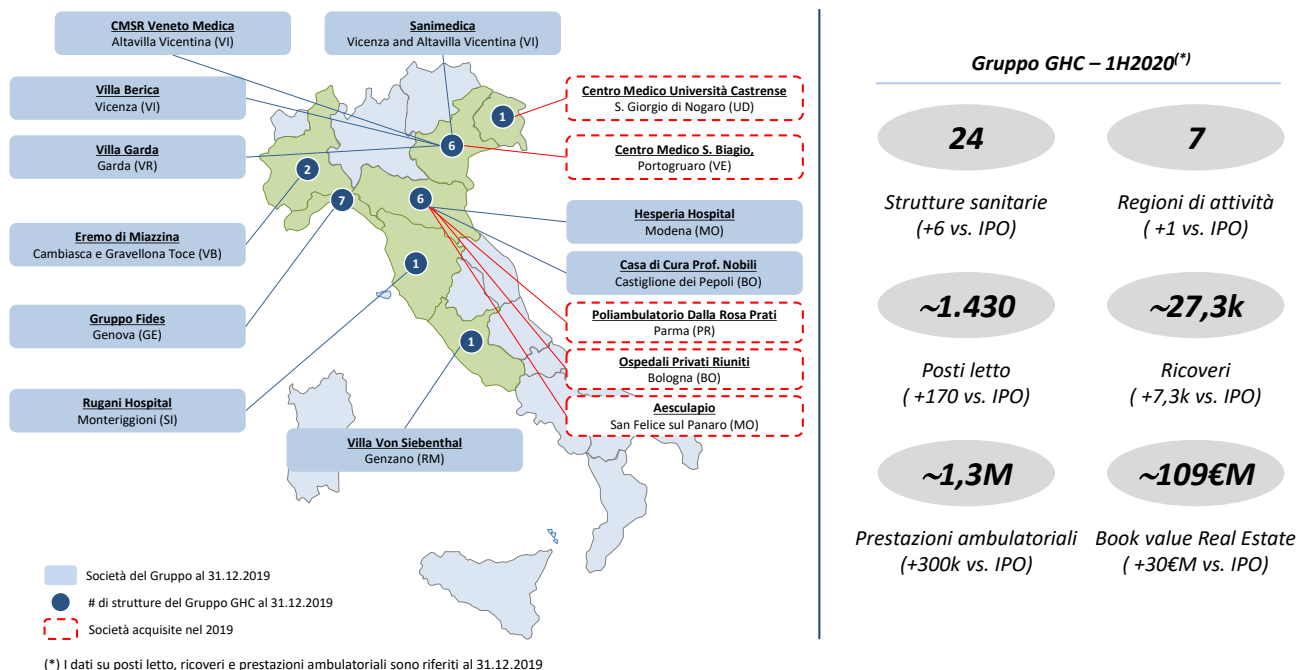 CMSR Veneto Medica
Altavilla Vicentina (VI)
Sanimedica
Vicenza and Altavilla Vicentina (VI)
Villa Berica
Vicenza (VI)
Villa Garda
Garda (VR)
Eremo di Miazzina
Cambiasca e Gravellona Toce (VB)
Gruppo Fides
Genova (GE)
Rugani Hospital
Monteriggioni (SI)
Villa Von Siebenthal
Genzano (RM)
Centro Medico Università Castrense
S. Giorgio di Nogaro (UD)
Centro Medico S. Biagio,
Portogruaro (VE)
Hesperia Hospital
Modena (MO)
Casa di Cura Prof. Nobili
Castiglione dei Pepoli (BO)
Poliambulatorio Dalla Rosa Prati
Parma (PR)
Ospedali Privati Riuniti
Bologna (BO)
Aesculapio
San Felice sul Panaro (MO)
1
6
2
7
6
1
1
Società del Gruppo al 31.12.2019
# di strutture del Gruppo GHC al 31.12.2019
Società acquisite nel 2019
(*) I dati su posti letto, ricoveri e prestazioni ambulatoriali sono riferiti al 31.12.2019
Gruppo GHC – 1H2020(*)
24
Strutture sanitarie
(+6 vs. IPO)
7
Regioni di attività
( +1 vs. IPO)
~1.430
Posti letto
( +170 vs. IPO)
~27,3k
Ricoveri
( +7,3k vs. IPO)
~1,3M
Prestazioni ambulatoriali
(+300k vs. IPO)
~109€M
Book value Real Estate
( +30€M vs. IPO)